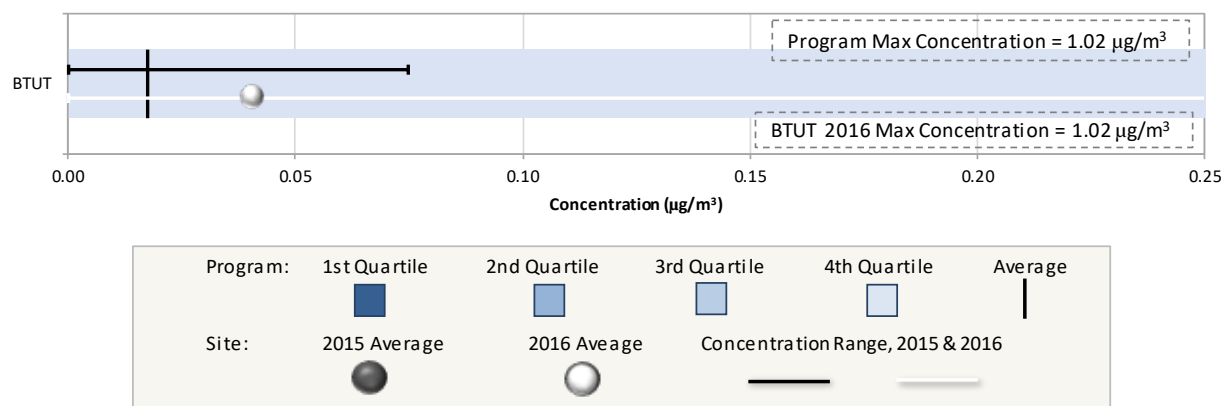 Program Max Concentration = 1.02 µg/m³
BTUT
BTUT 2016 Max Concentration = 1.02 µg/m³
0.00 0.05 0.10 0.15 0.20 0.25
Concentration (µg/m³)
Program: 1st Quartile 2nd Quartile 3rd Quartile 4th Quartile Average
Site: 2015 Average 2016 Aveage Concentration Range, 2015 & 2016